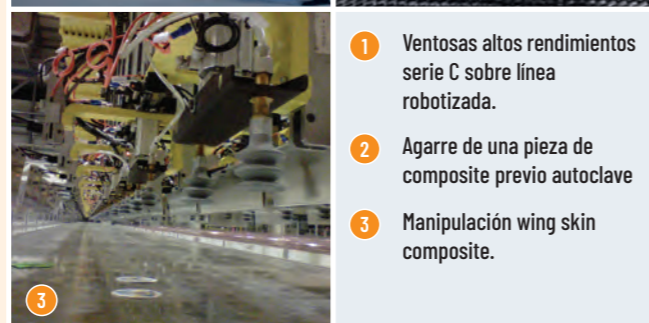 3
1 Ventosas altos rendimientos
serie C sobre línea
robotizada.
2 Agarre de una pieza de
composite previo autoclave
3 Manipulación wing skin
composite.